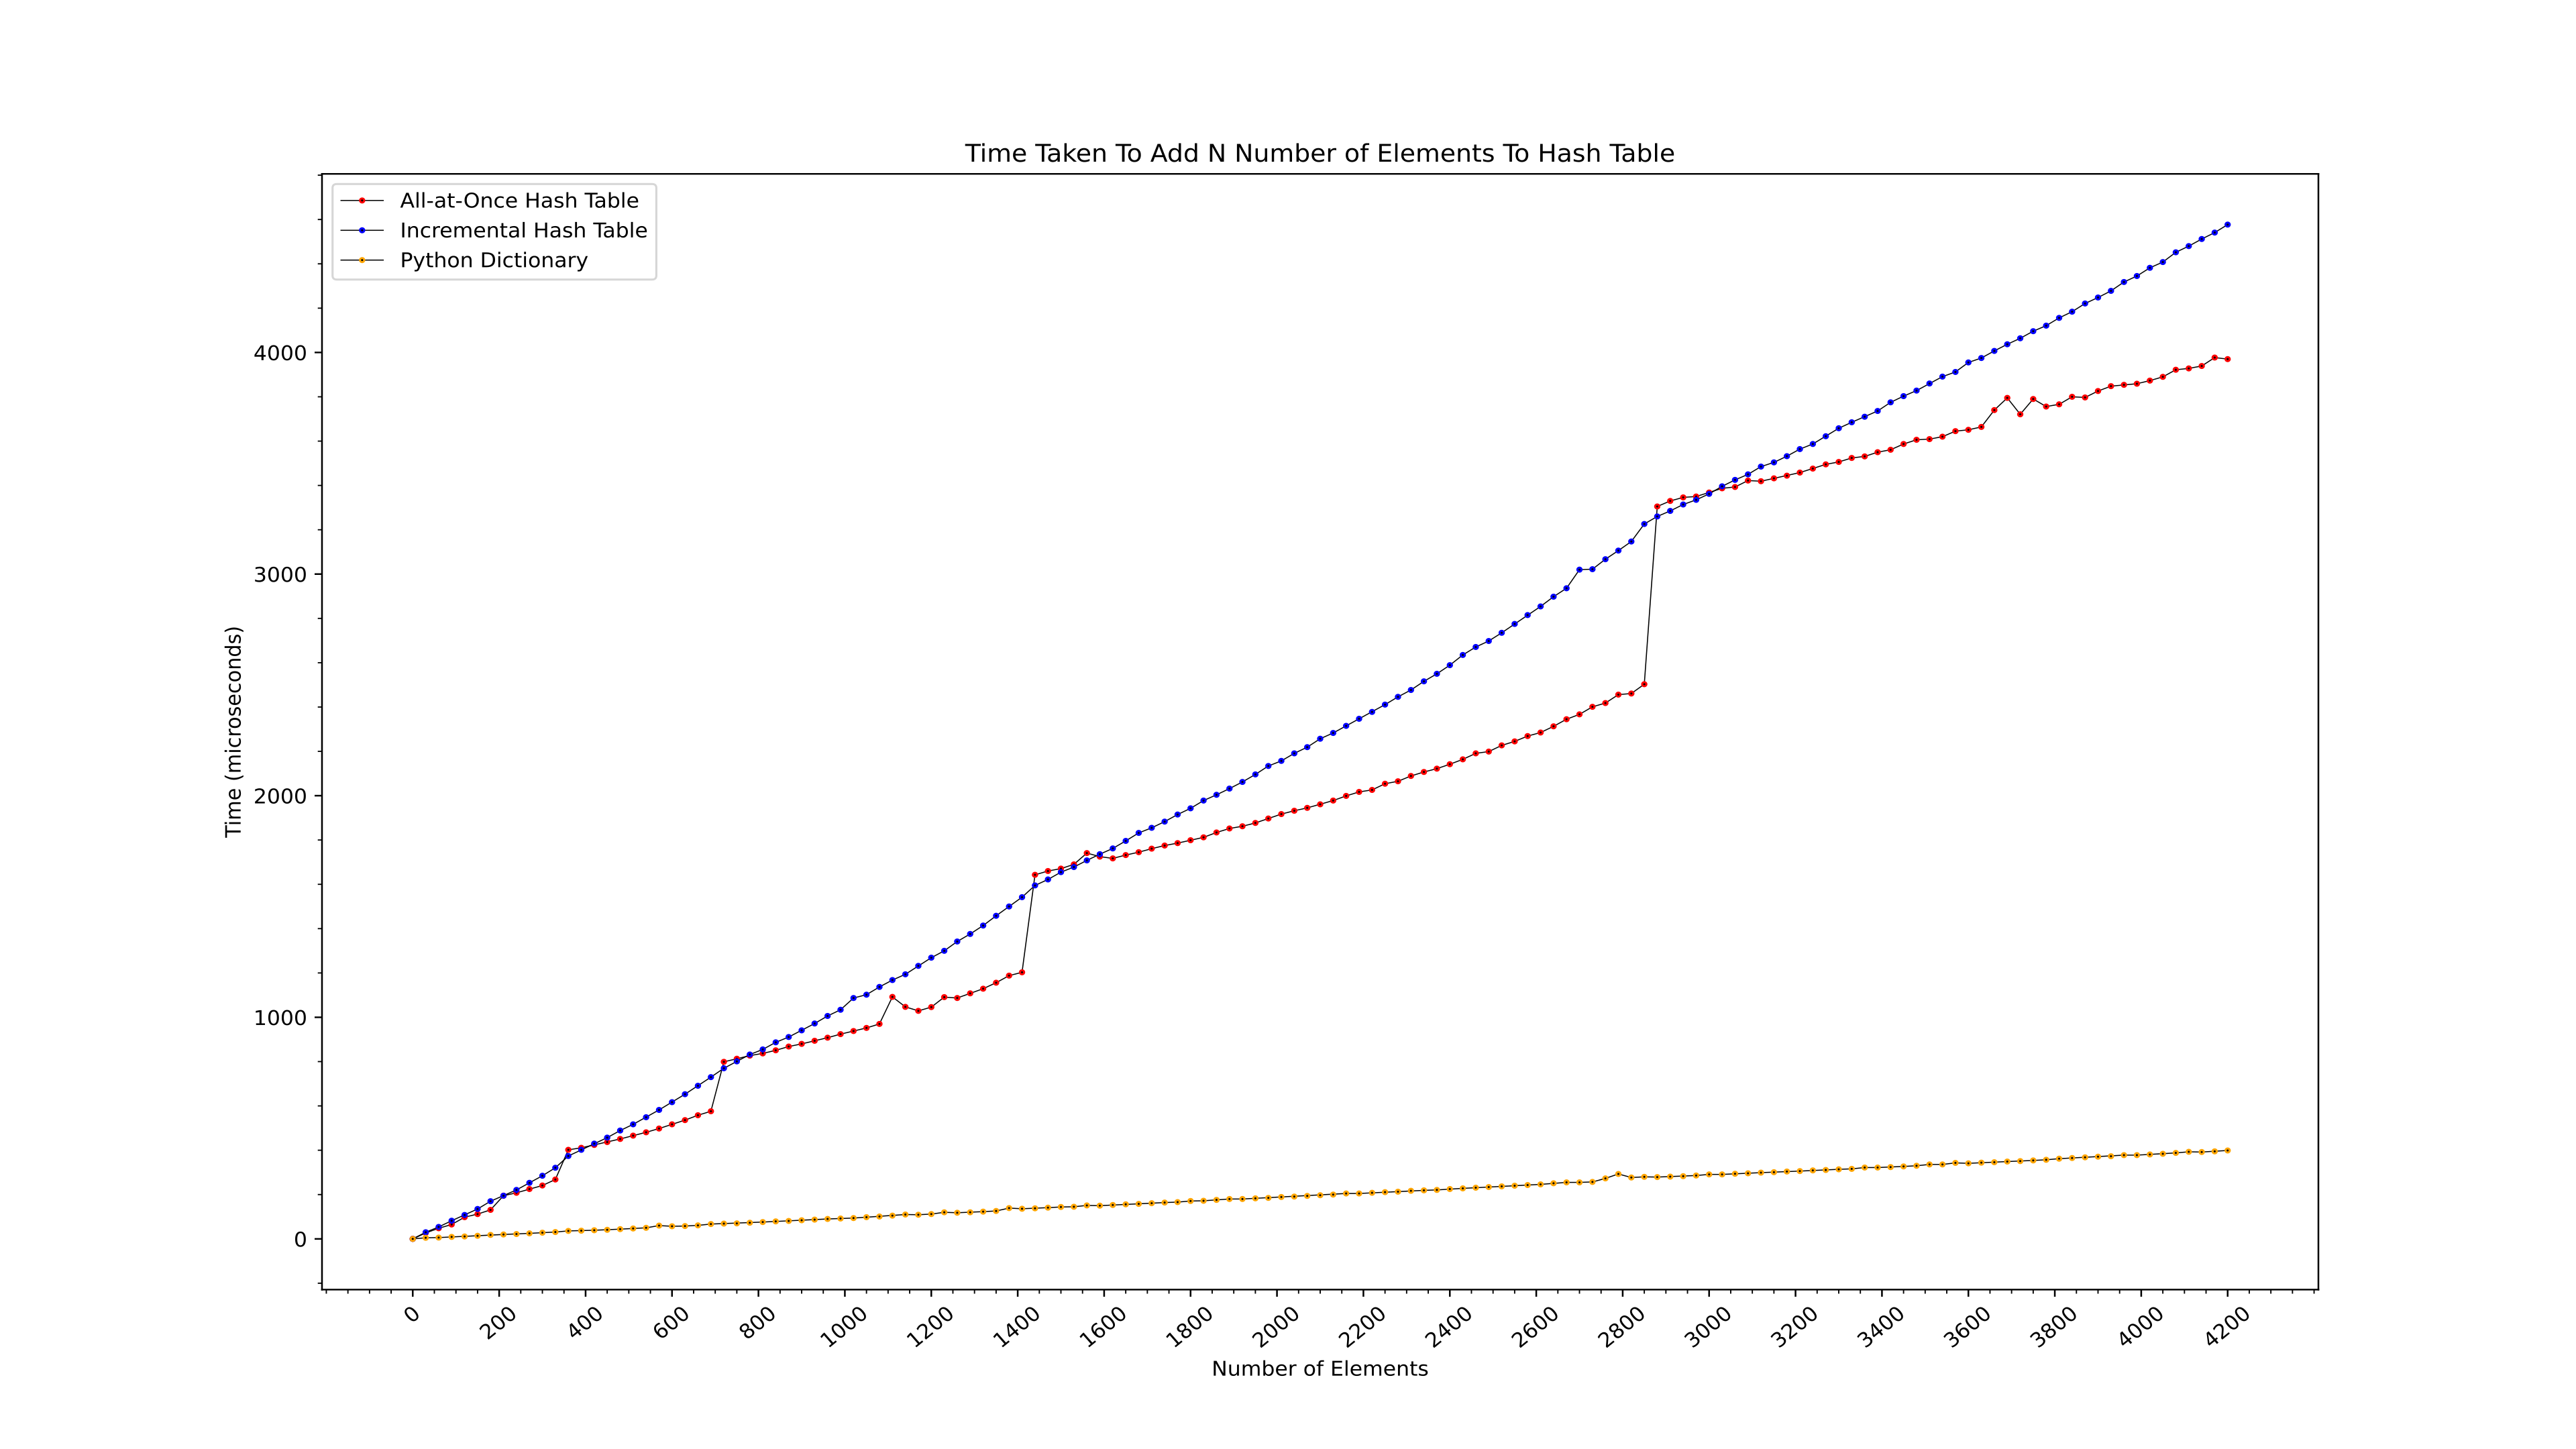 Time Taken To Add N Number of Elements To Hash Table
All-at-Once Hash Table
Incremental Hash Table
Python Dictionary
Time (microseconds)
4000
3000
2000
1000
0
0 200 400 600 800 1000 1200 1400 1600 1800 2000 2200 2400 2600 2800 3000 3200 3400 3600 3800 4000 4200
Number of Elements